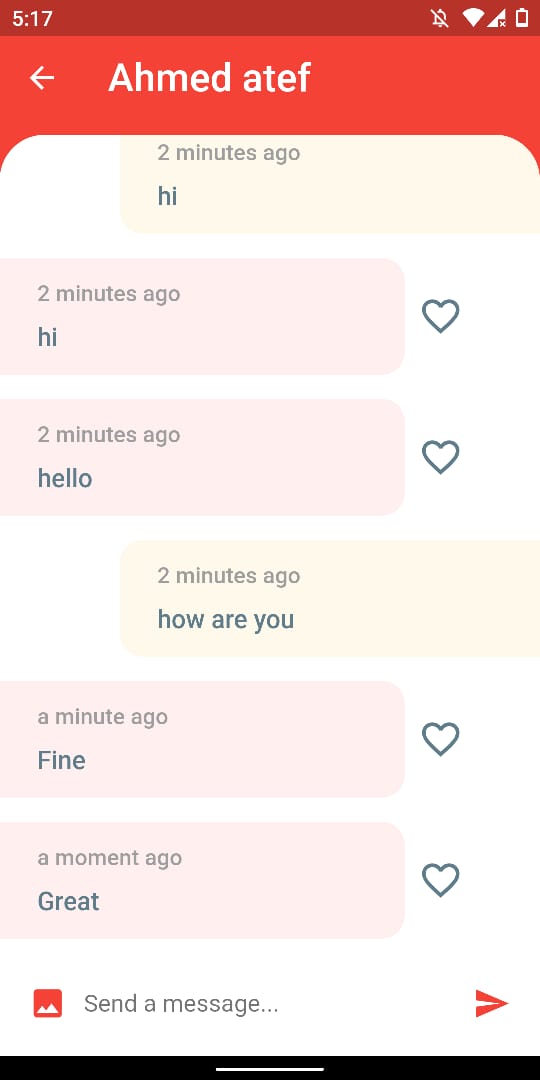 5:17
Ahmed atef
2 minutes ago
hi
2 minutes ago
hi
2 minutes ago
hello
2 minutes ago
how are you
a minute ago
Fine
a moment ago
Great
Send a message...